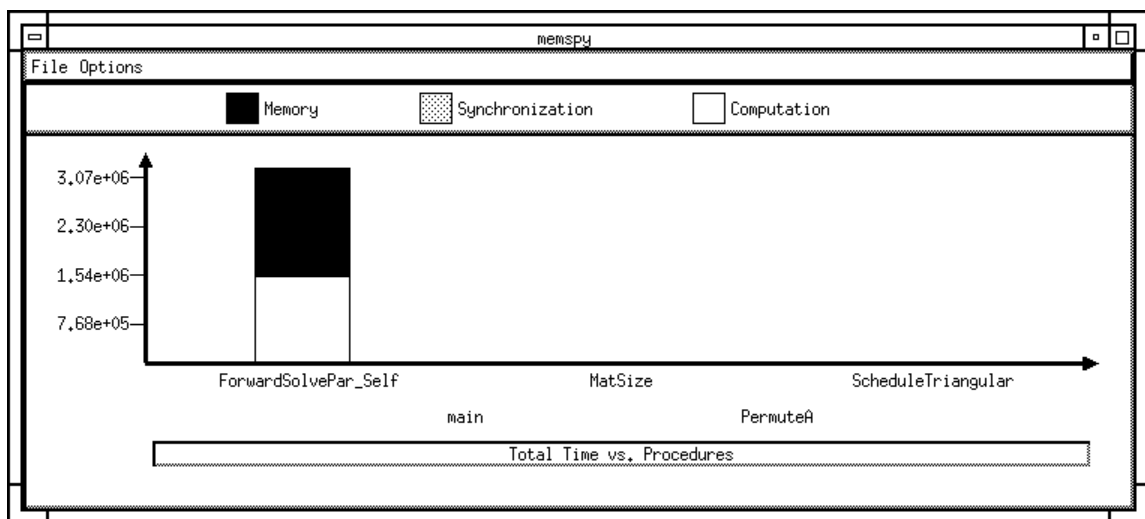 memspy
File Options
Memory Synchronization Computation
3.07e+06
2.30e+06
1.54e+06
7.68e+05
ForwardSolvePar_Self MatSize ScheduleTriangular
main PermuteA
Total Time vs. Procedures